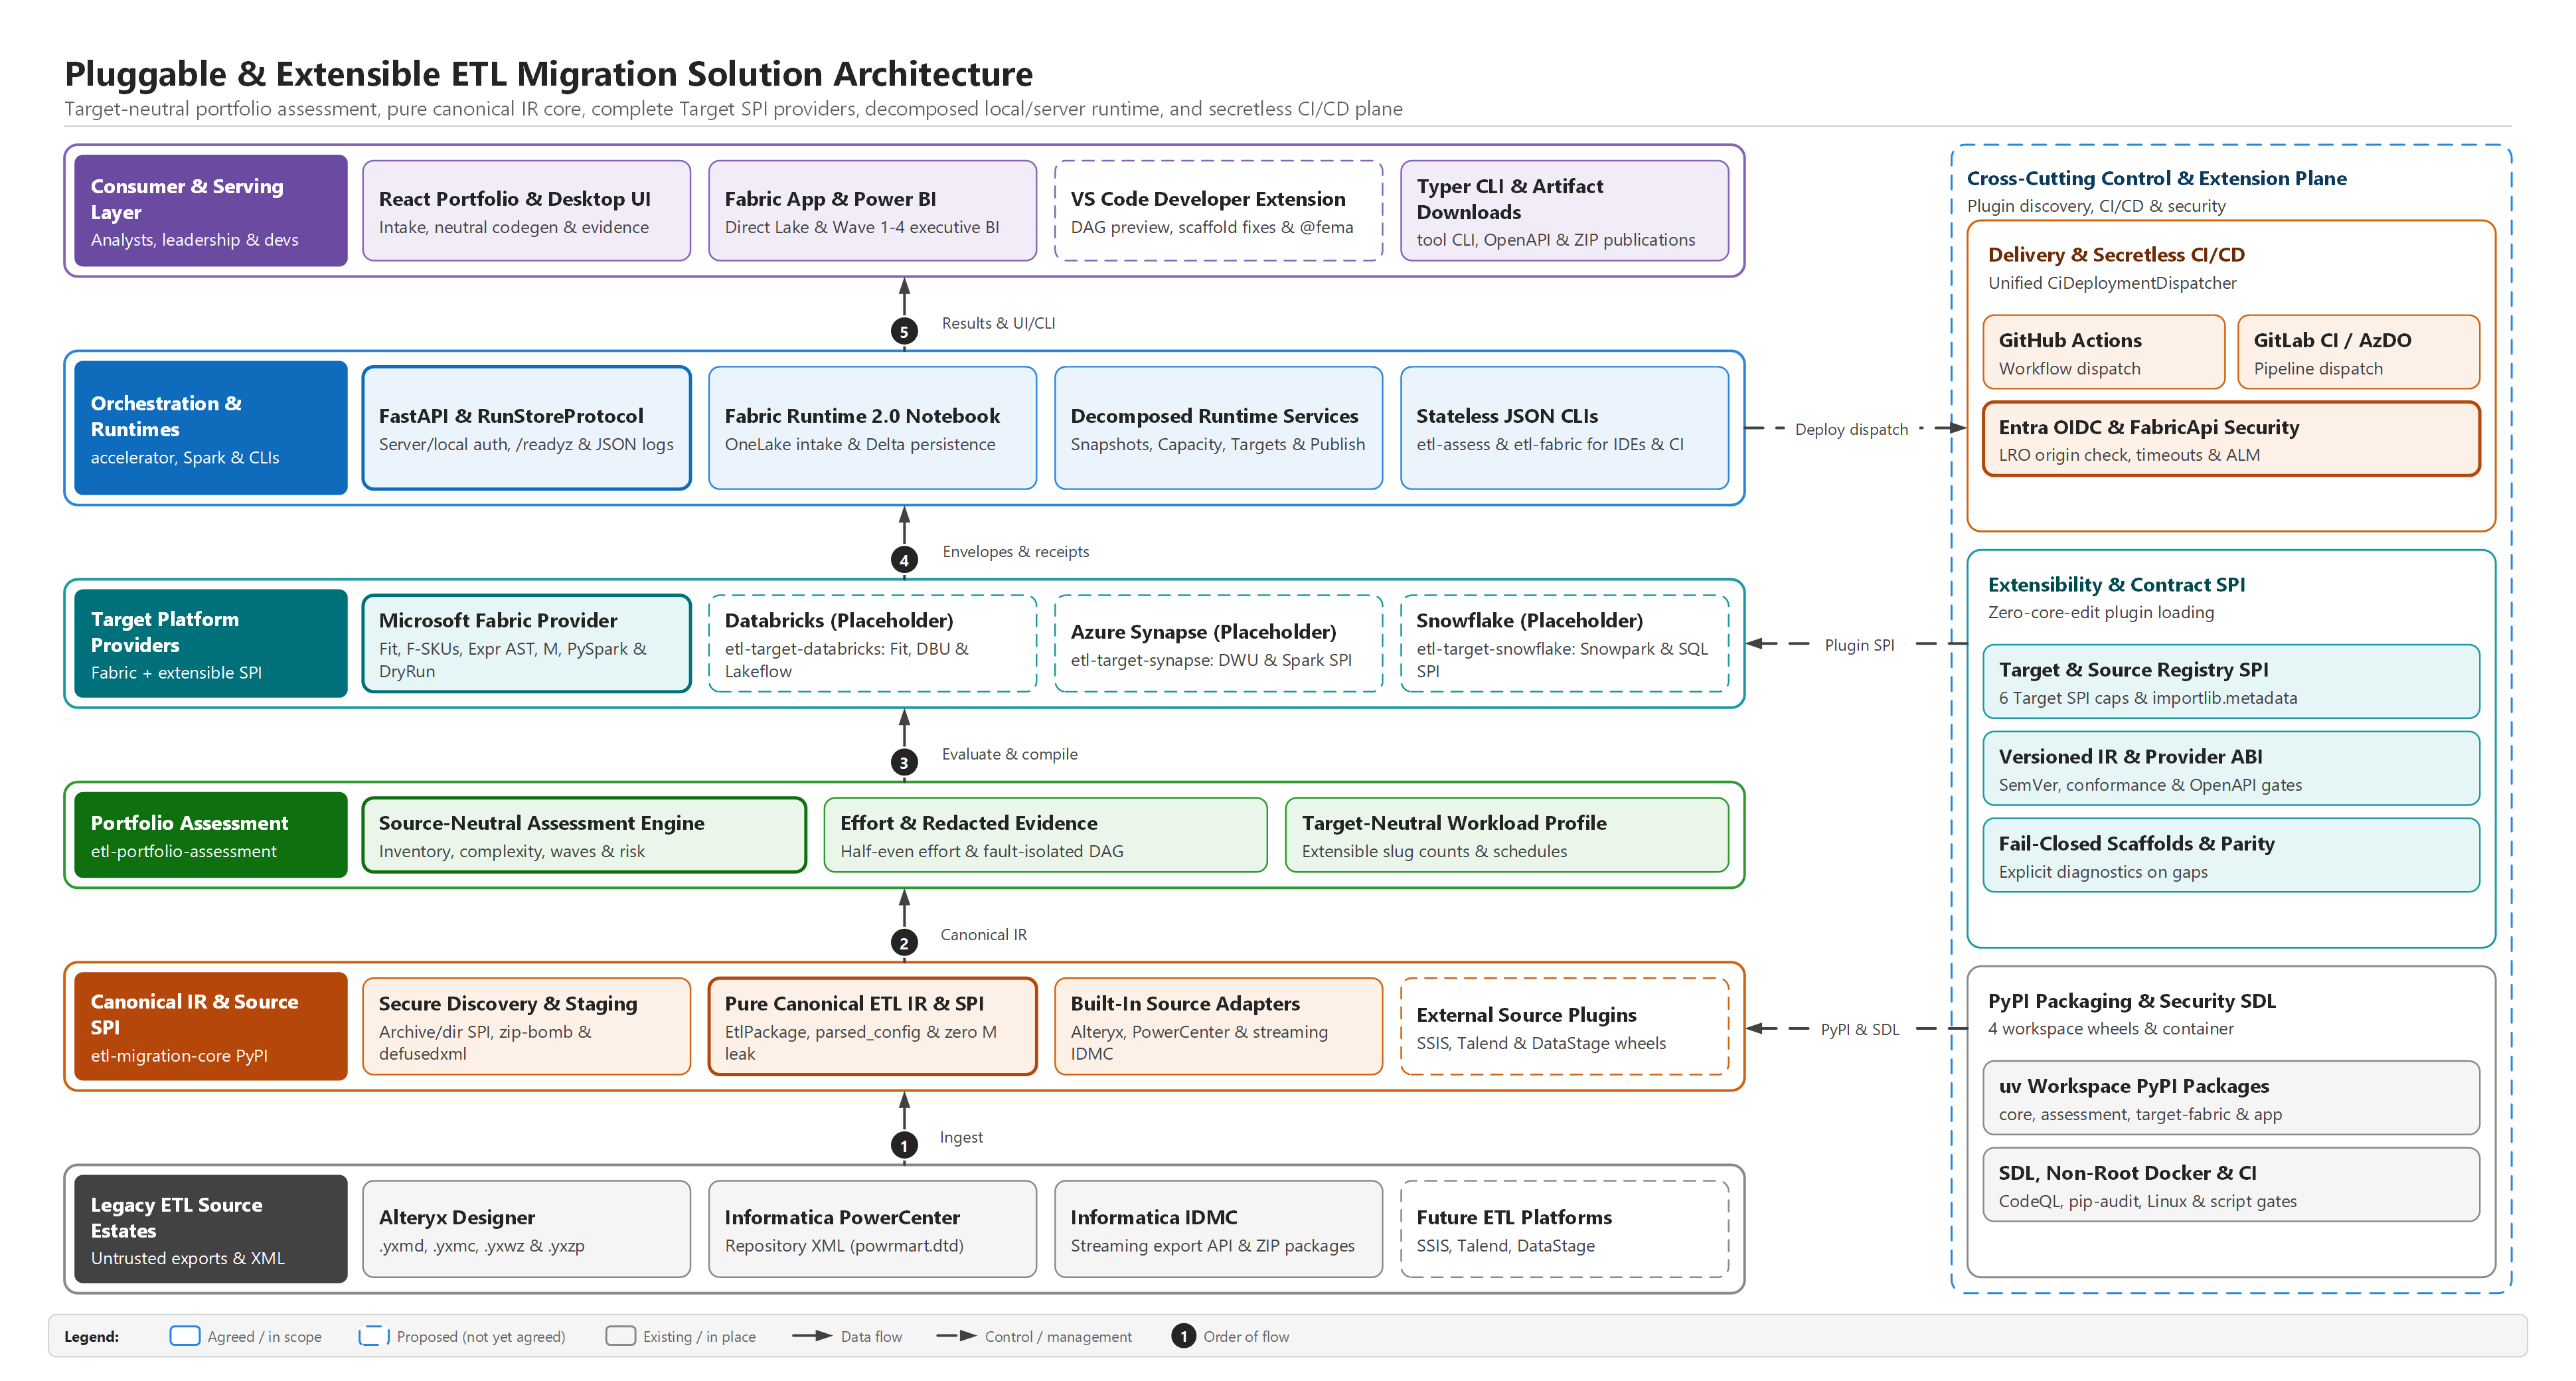 Pluggable & Extensible ETL Migration Solution Architecture
Target-neutral portfolio assessment, pure canonical IR core, complete Target SPI providers, decomposed local/server runtime, and secretless CI/CD plane
Consumer & Serving
Layer
Analysts, leadership & devs
React Portfolio & Desktop UI
Intake, neutral codegen & evidence
Fabric App & Power BI
Direct Lake & Wave 1-4 executive BI
VS Code Developer Extension
DAG preview, scaffold fixes & @fema
Typer CLI & Artifact
Downloads
tool CLI, OpenAPI & ZIP publications
5
Results & UI/CLI
Orchestration &
Runtimes
accelerator, Spark & CLIs
FastAPI & RunStoreProtocol
Server/local auth, /readyz & JSON logs
Fabric Runtime 2.0 Notebook
OneLake intake & Delta persistence
Decomposed Runtime Services
Snapshots, Capacity, Targets & Publish
Stateless JSON CLIs
etl-assess & etl-fabric for IDEs & CI
Deploy dispatch
4
Envelopes & receipts
Target Platform
Providers
Fabric + extensible SPI
Microsoft Fabric Provider
Fit, F-SKUs, Expr AST, M, PySpark &
DryRun
Databricks (Placeholder)
etl-target-databricks: Fit, DBU &
Lakeflow
Azure Synapse (Placeholder)
etl-target-synapse: DWU & Spark SPI
Snowflake (Placeholder)
etl-target-snowflake: Snowpark & SQL
SPI
Plugin SPI
3
Evaluate & compile
Portfolio Assessment
etl-portfolio-assessment
Source-Neutral Assessment Engine
Inventory, complexity, waves & risk
Effort & Redacted Evidence
Half-even effort & fault-isolated DAG
Target-Neutral Workload Profile
Extensible slug counts & schedules
2
Canonical IR
Canonical IR & Source
SPI
etl-migration-core PyPI
Secure Discovery & Staging
Archive/dir SPI, zip-bomb &
defusedxml
Pure Canonical ETL IR & SPI
EtlPackage, parsed_config & zero M
leak
Built-In Source Adapters
Alteryx, PowerCenter & streaming
IDMC
External Source Plugins
SSIS, Talend & DataStage wheels
PyPI & SDL
1
Ingest
Legacy ETL Source
Estates
Untrusted exports & XML
Alteryx Designer
.yxmd, .yxmc, .yxwz & .yxzp
Informatica PowerCenter
Repository XML (powrmart.dtd)
Informatica IDMC
Streaming export API & ZIP packages
Future ETL Platforms
SSIS, Talend, DataStage
Cross-Cutting Control & Extension Plane
Plugin discovery, CI/CD & security
Delivery & Secretless CI/CD
Unified CiDeploymentDispatcher
GitHub Actions
Workflow dispatch
GitLab CI / AzDO
Pipeline dispatch
Entra OIDC & FabricApi Security
LRO origin check, timeouts & ALM
Extensibility & Contract SPI
Zero-core-edit plugin loading
Target & Source Registry SPI
6 Target SPI caps & importlib.metadata
Versioned IR & Provider ABI
SemVer, conformance & OpenAPI gates
Fail-Closed Scaffolds & Parity
Explicit diagnostics on gaps
PyPI Packaging & Security SDL
4 workspace wheels & container
uv Workspace PyPI Packages
core, assessment, target-fabric & app
SDL, Non-Root Docker & CI
CodeQL, pip-audit, Linux & script gates
Legend:
Agreed / in scope
Proposed (not yet agreed)
Existing / in place
Data flow
Control / management
1
Order of flow